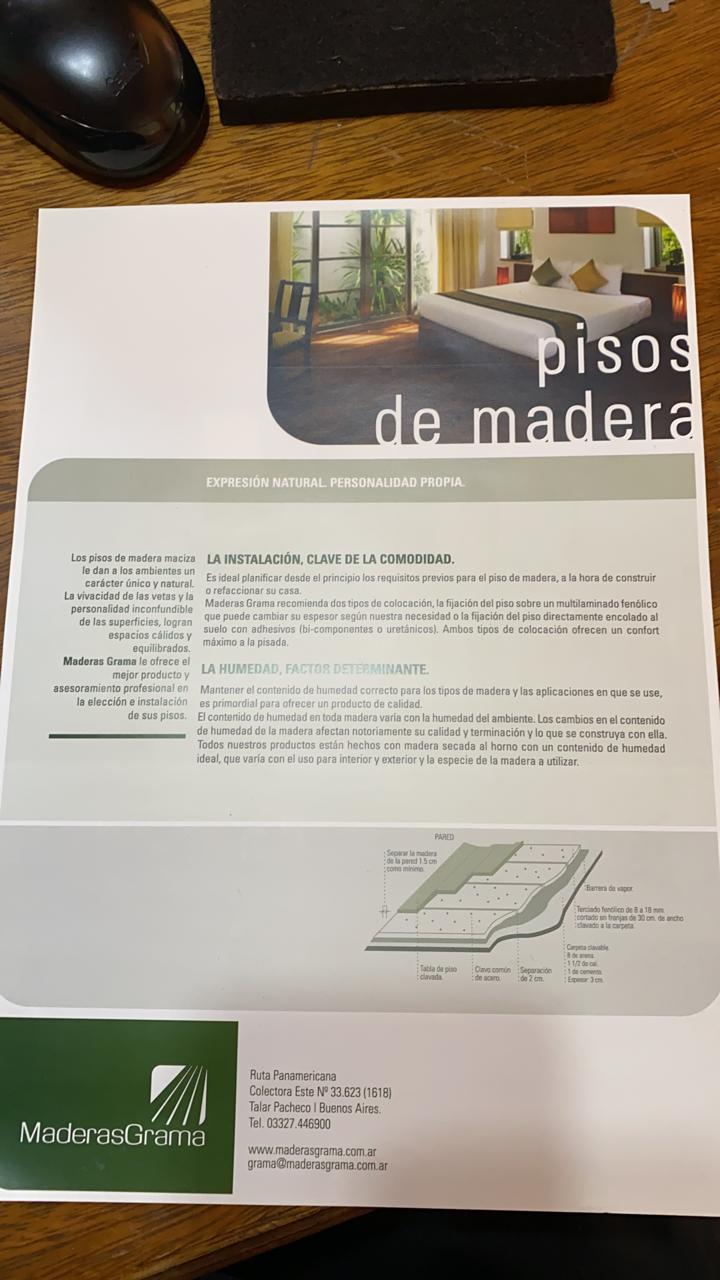 pisos
de madera
EXPRESIÓN NATURAL. PERSONALIDAD PROPIA.
Los pisos de madera maciza
le dan a los ambientes un
carácter único y natural.
La vivacidad de las vetas y la
personalidad inconfundible
de las superficies, logran
espacios cálidos y
equilibrados.
Maderas Grama le ofrece el
mejor producto y
asesoramiento profesional en
la elección e instalación
de sus pisos.
LA INSTALACIÓN, CLAVE DE LA COMODIDAD.
Es ideal planificar desde el principio los requisitos previos para el piso de madera, a la hora de construir
o refaccionar su casa.
Maderas Grama recomienda dos tipos de colocación, la fijación del piso sobre un multilaminado fenólico
que puede cambiar su espesor según nuestra necesidad o la fijación del piso directamente encolado al
suelo con adhesivos (bi-componentes o uretánicos). Ambos tipos de colocación ofrecen un confort
máximo a la pisada.
LA HUMEDAD, FACTOR DETERMINANTE.
Mantener el contenido de humedad correcto para los tipos de madera y las aplicaciones en que se use,
es primordial para ofrecer un producto de calidad.
El contenido de humedad en toda madera varía con la humedad del ambiente. Los cambios en el contenido
de humedad de la madera afectan notoriamente su calidad y terminación y lo que se construya con ella.
Todos nuestros productos están hechos con madera secada al horno con un contenido de humedad
ideal, que varía con el uso para interior y exterior y la especie de la madera a utilizar.
PARED
Separar la madera
de la pared 1.5 cm
como mínimo.
Barrera de vapor.
Terciado fenólico de 8 a 18 mm
cortado en franjas de 30 cm. de ancho
clavado a la carpeta.
Carpeta clavable.
8 de arena.
1 1/2 de cal.
1 de cemento.
Espesor: 3 cm.
Tabla de piso
clavada.
Clavo común
de acero.
Separación
de 2 cm.
MaderasGrama
Ruta Panamericana
Colectora Este Nº 33.623 (1618)
Talar Pacheco | Buenos Aires.
Tel. 03327.446900
www.maderasgrama.com.ar
grama@maderasgrama.com.ar